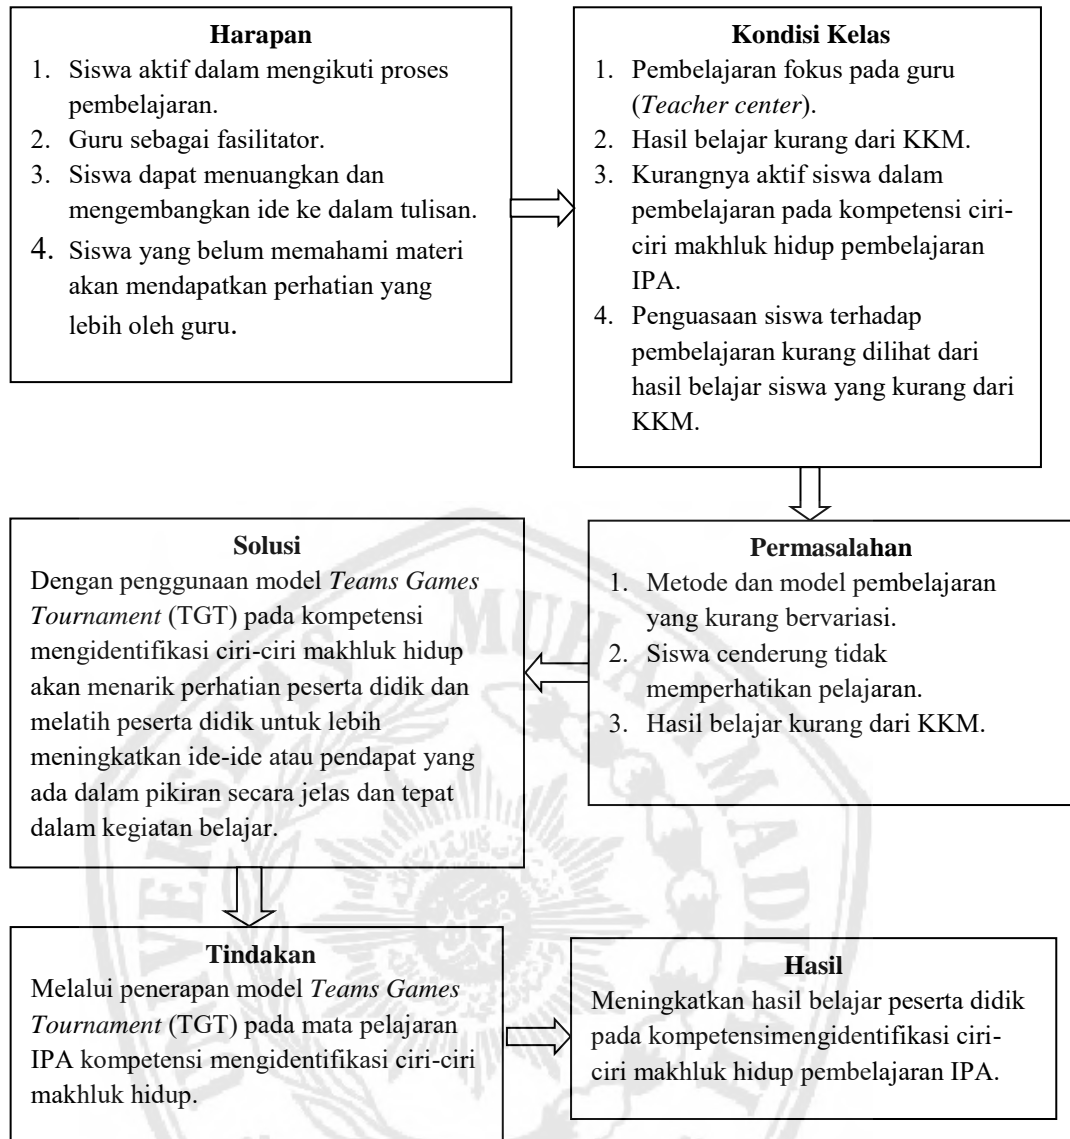 Harapan
1. Siswa aktif dalam mengikuti proses
pembelajaran.
2. Guru sebagai fasilitator.
3. Siswa dapat menuangkan dan
mengembangkan ide ke dalam tulisan.
4. Siswa yang belum memahami materi
akan mendapatkan perhatian yang
lebih oleh guru.
Kondisi Kelas
1. Pembelajaran fokus pada guru
(Teacher center).
2. Hasil belajar kurang dari KKM.
3. Kurangnya aktif siswa dalam
pembelajaran pada kompetensi ciri-
ciri makhluk hidup pembelajaran
IPA.
4. Penguasaan siswa terhadap
pembelajaran kurang dilihat dari
hasil belajar siswa yang kurang dari
KKM.
Permasalahan
1. Metode dan model pembelajaran
yang kurang bervariasi.
2. Siswa cenderung tidak
memperhatikan pelajaran.
3. Hasil belajar kurang dari KKM.
Solusi
Dengan penggunaan model Teams Games
Tournament (TGT) pada kompetensi
mengidentifikasi ciri-ciri makhluk hidup
akan menarik perhatian peserta didik dan
melatih peserta didik untuk lebih
meningkatkan ide-ide atau pendapat yang
ada dalam pikiran secara jelas dan tepat
dalam kegiatan belajar.
Tindakan
Melalui penerapan model Teams Games
Tournament (TGT) pada mata pelajaran
IPA kompetensi mengidentifikasi ciri-ciri
makhluk hidup.
Hasil
Meningkatkan hasil belajar peserta didik
pada kompetensimengidentifikasi ciri-
ciri makhluk hidup pembelajaran IPA.
UNIVERSITAS MUHAMMADIYAH